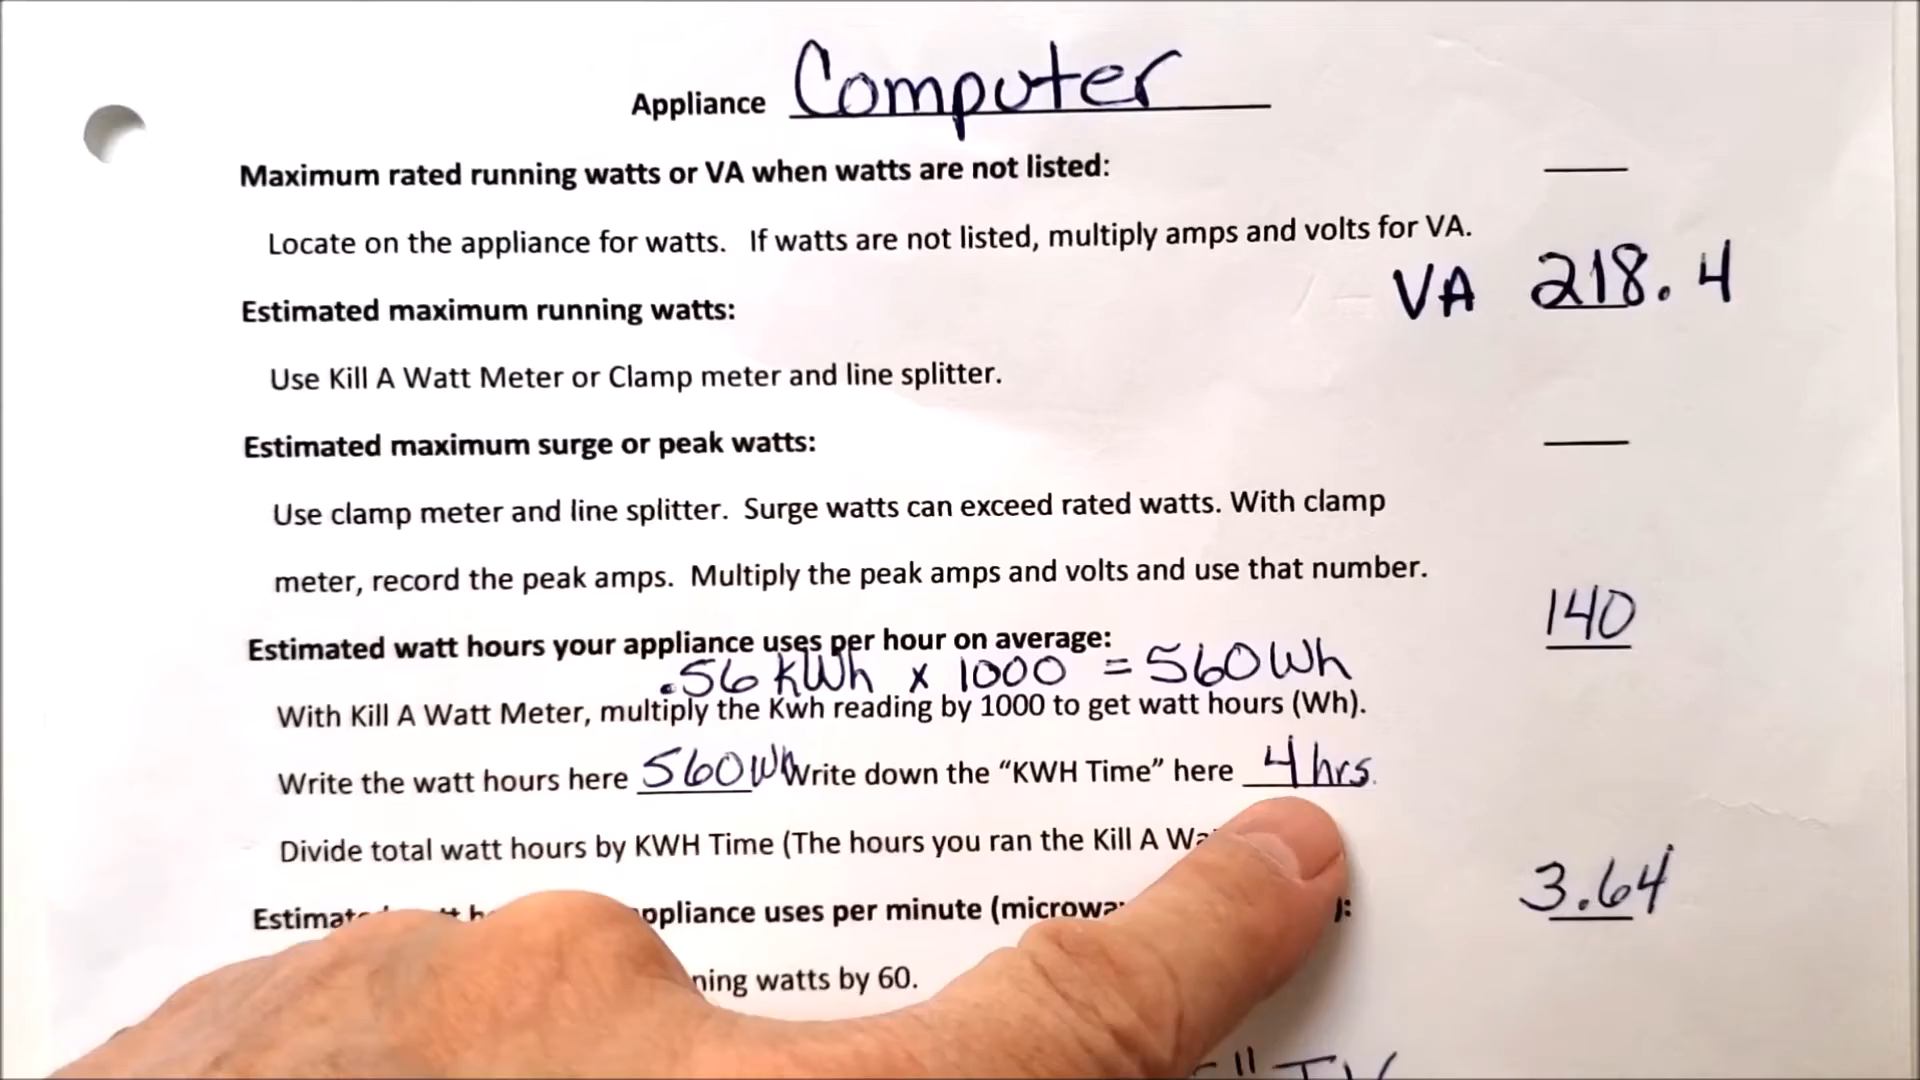 Appliance Computer
Maximum rated running watts or VA when watts are not listed:
Locate on the appliance for watts. If watts are not listed, multiply amps and volts for VA.
VA 218.4
Estimated maximum running watts:
Use Kill A Watt Meter or Clamp meter and line splitter.
Estimated maximum surge or peak watts:
Use clamp meter and line splitter. Surge watts can exceed rated watts. With clamp
meter, record the peak amps. Multiply the peak amps and volts and use that number.
Estimated watt hours your appliance uses per hour on average: 140
.56 kWh x 1000 = 560 Wh
With Kill A Watt Meter, multiply the Kwh reading by 1000 to get watt hours (Wh).
Write the watt hours here 560 Wh Write down the “KWH Time” here 4 hrs.
Divide total watt hours by KWH Time (The hours you ran the Kill A
uses per minute ): 3.64
watts by 60.
" TV